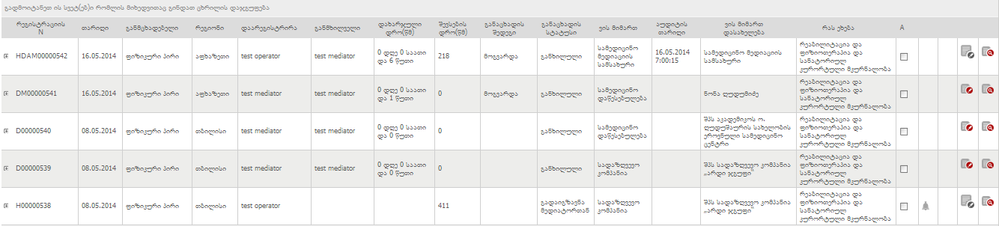 გადმოიტანეთ ის სვეტ(ებ)ი რომლის მიხედვითაც გინდათ ცხრილის დაჯგუფება
რეგისტრაციის N თარიღი განმცხადებელი რეგიონი დაარეგისტრირა განმხილველი დახარჯული დრო(წმ) შევსების დრო(წმ) განაცხადის შედეგი განაცხადის სტატუსი ვის მიმართ აუდიტის თარიღი ვის მიმართ დასახელება რას ეხება A
HDAM00000542 16.05.2014 ფიზიკური პირი აფხაზეთი test operator test mediator 0 დღე 0 საათი და 6 წუთი 218 მოგვარდა განხილული სამედიცინო მედიაციის სამსახური 16.05.2014 7:00:15 სამედიცინო მედიაციის სამსახური რეაბილიტაცია და ფიზიოთერაპია და სანატორიულ კურორტული მკურნალობა
DM00000541 16.05.2014 ფიზიკური პირი აფხაზეთი test mediator test mediator 0 დღე 0 საათი და 1 წუთი 0 მოგვარდა განხილული სამედიცინო დაწესებულება ნონა ღუდუმიძე რეაბილიტაცია და ფიზიოთერაპია და სანატორიულ კურორტული მკურნალობა
D00000540 08.05.2014 ფიზიკური პირი თბილისი test mediator test mediator 0 დღე 0 საათი და 0 წუთი 0 განხილული სამედიცინო დაწესებულება შპს აკადემიკოს ო. ღუდუშაურის სახელობის ეროვნული სამედიცინო ცენტრი რეაბილიტაცია და ფიზიოთერაპია და სანატორიულ კურორტული მკურნალობა
D00000539 08.05.2014 ფიზიკური პირი თბილისი test mediator test mediator 0 დღე 0 საათი და 0 წუთი 0 განხილული სადაზღვევო კომპანია შპს სადაზღვევო კომპანია „არდი ჯგუფი“ რეაბილიტაცია და ფიზიოთერაპია და სანატორიულ კურორტული მკურნალობა
H00000538 08.05.2014 ფიზიკური პირი თბილისი test operator 411 გადაიგზავნა მედიატორთან სადაზღვევო კომპანია შპს სადაზღვევო კომპანია „არდი ჯგუფი“ რეაბილიტაცია და ფიზიოთერაპია და სანატორიულ კურორტული მკურნალობა